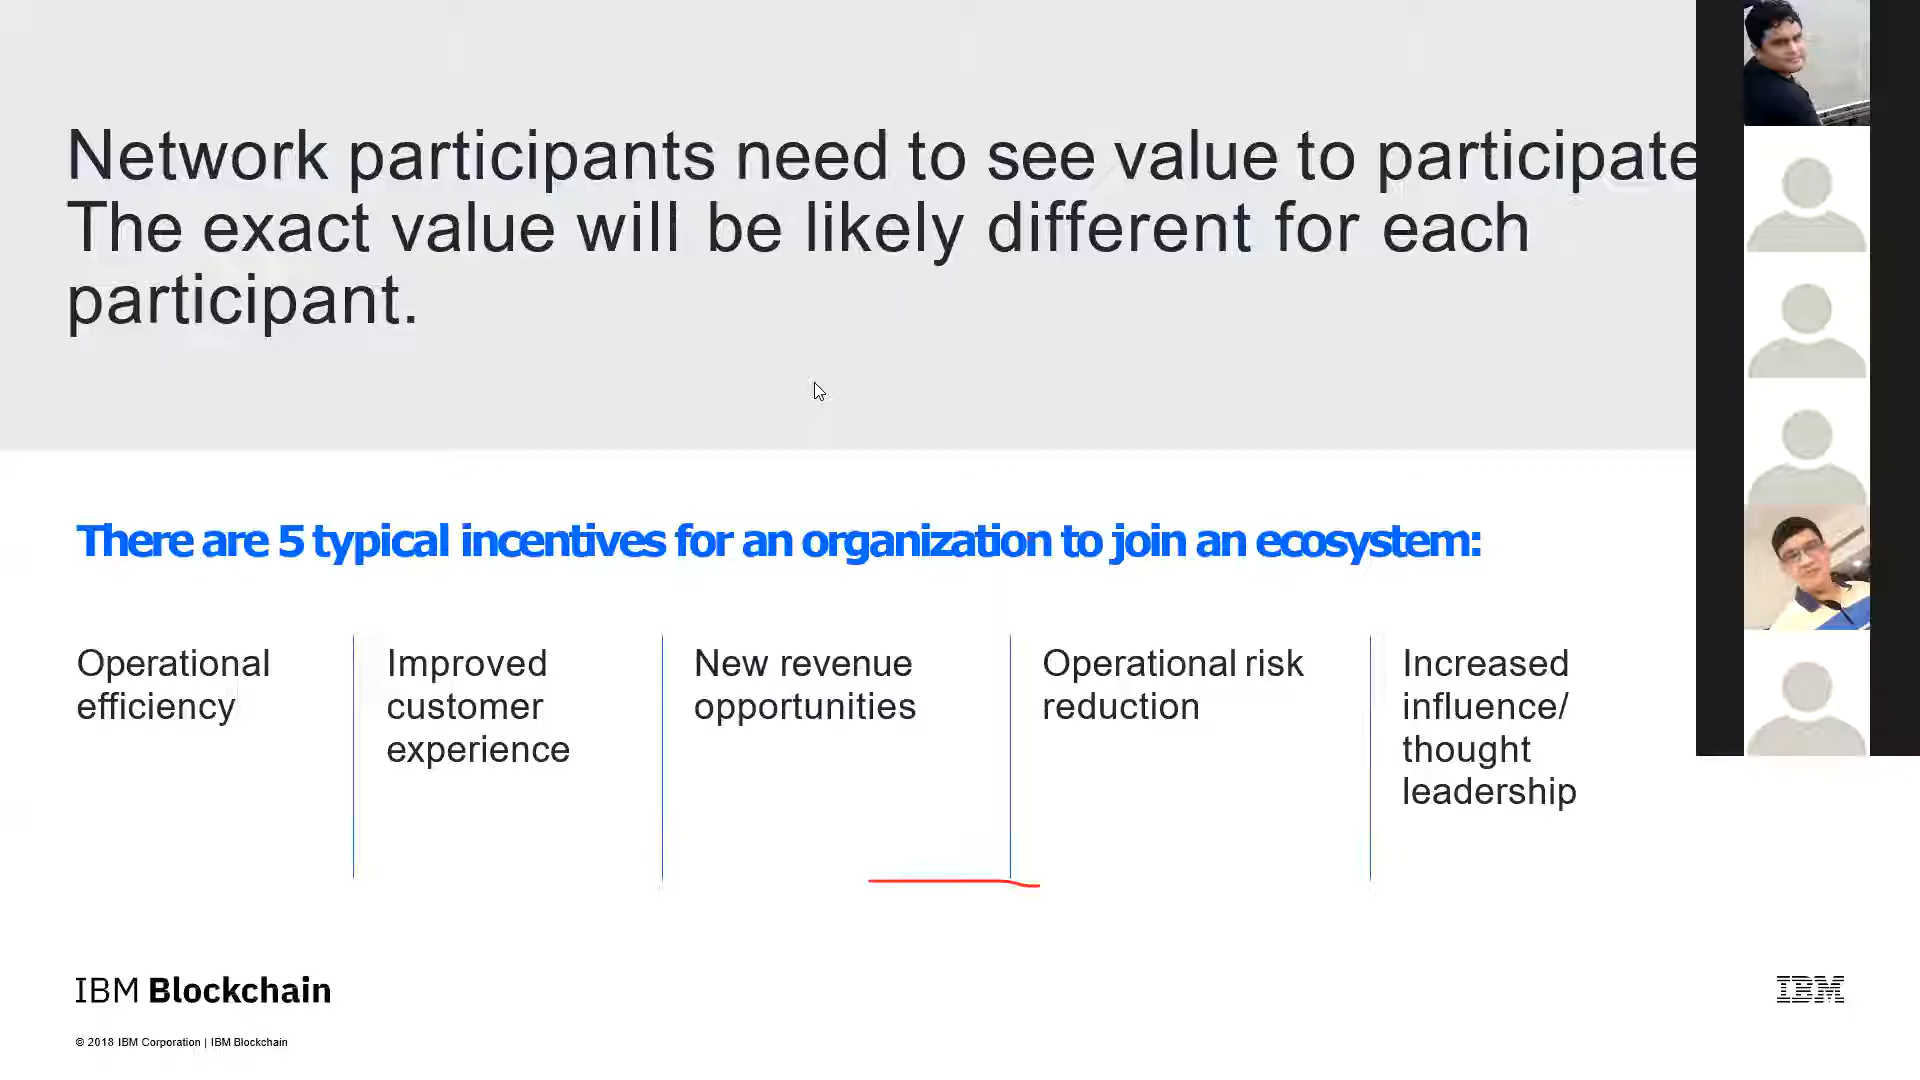 Network participants need to see value to participate
The exact value will be likely different for each
participant.
There are 5 typical incentives for an organization to join an ecosystem:
Operational
efficiency
Improved
customer
experience
New revenue
opportunities
Operational risk
reduction
Increased
influence/
thought
leadership
IBM Blockchain
IBM
© 2018 IBM Corporation | IBM Blockchain